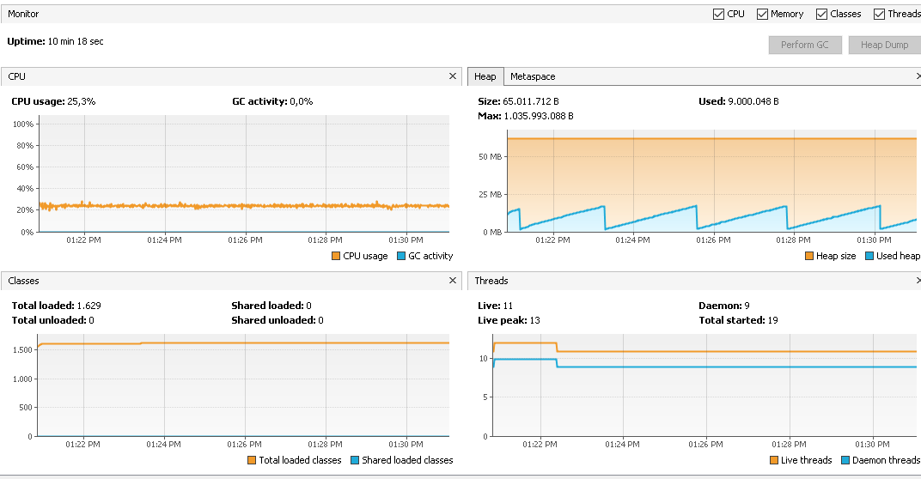 Monitor
CPU Memory Classes Threads
Uptime: 10 min 18 sec
Perform GC Heap Dump
CPU
CPU usage: 25,3% GC activity: 0,0%
100%
80%
60%
40%
20%
0%
01:22 PM 01:24 PM 01:26 PM 01:28 PM 01:30 PM
CPU usage GC activity
Heap Metaspace
Size: 65.011.712 B Used: 9.000.048 B
Max: 1.035.993.088 B
50 MB
25 MB
0 MB
01:22 PM 01:24 PM 01:26 PM 01:28 PM 01:30 PM
Heap size Used heap
Classes
Total loaded: 1.629 Shared loaded: 0
Total unloaded: 0 Shared unloaded: 0
1.500
1.000
500
0
01:22 PM 01:24 PM 01:26 PM 01:28 PM 01:30 PM
Total loaded classes Shared loaded classes
Threads
Live: 11 Daemon: 9
Live peak: 13 Total started: 19
10
5
0
01:22 PM 01:24 PM 01:26 PM 01:28 PM 01:30 PM
Live threads Daemon threads